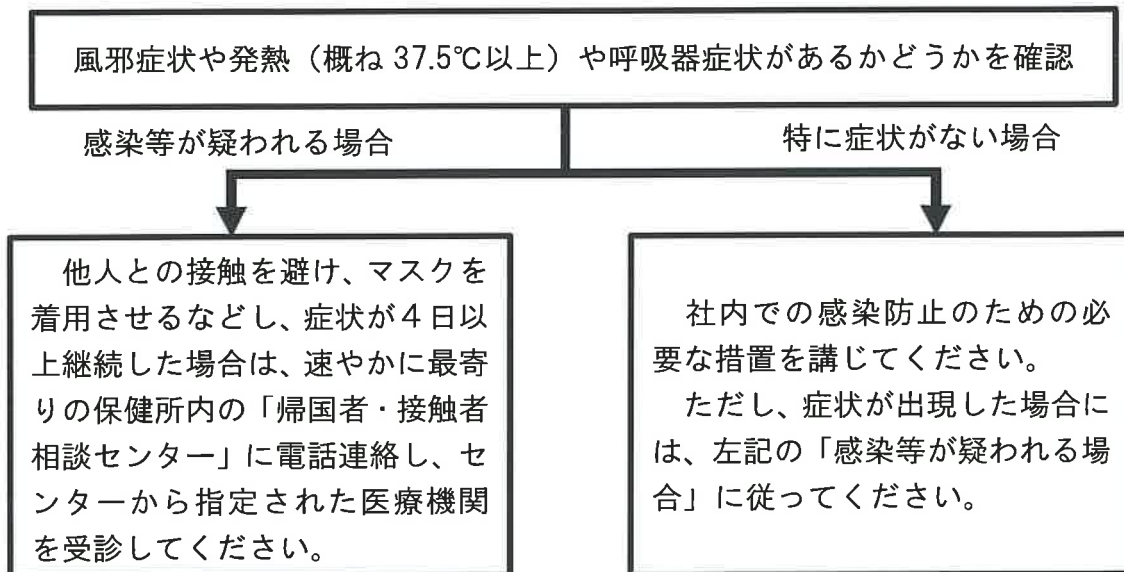 風邪症状や発熱（概ね 37.5℃以上）や呼吸器症状があるかどうかを確認
感染等が疑われる場合
特に症状がない場合
他人との接触を避け、マスクを
着用させるなどし、症状が４日以
上継続した場合は、速やかに最寄
りの保健所内の「帰国者・接触者
相談センター」に電話連絡し、セ
ンターから指定された医療機関
を受診してください。
社内での感染防止のための必
要な措置を講じてください。
ただし、症状が出現した場合に
は、左記の「感染等が疑われる場
合」に従ってください。